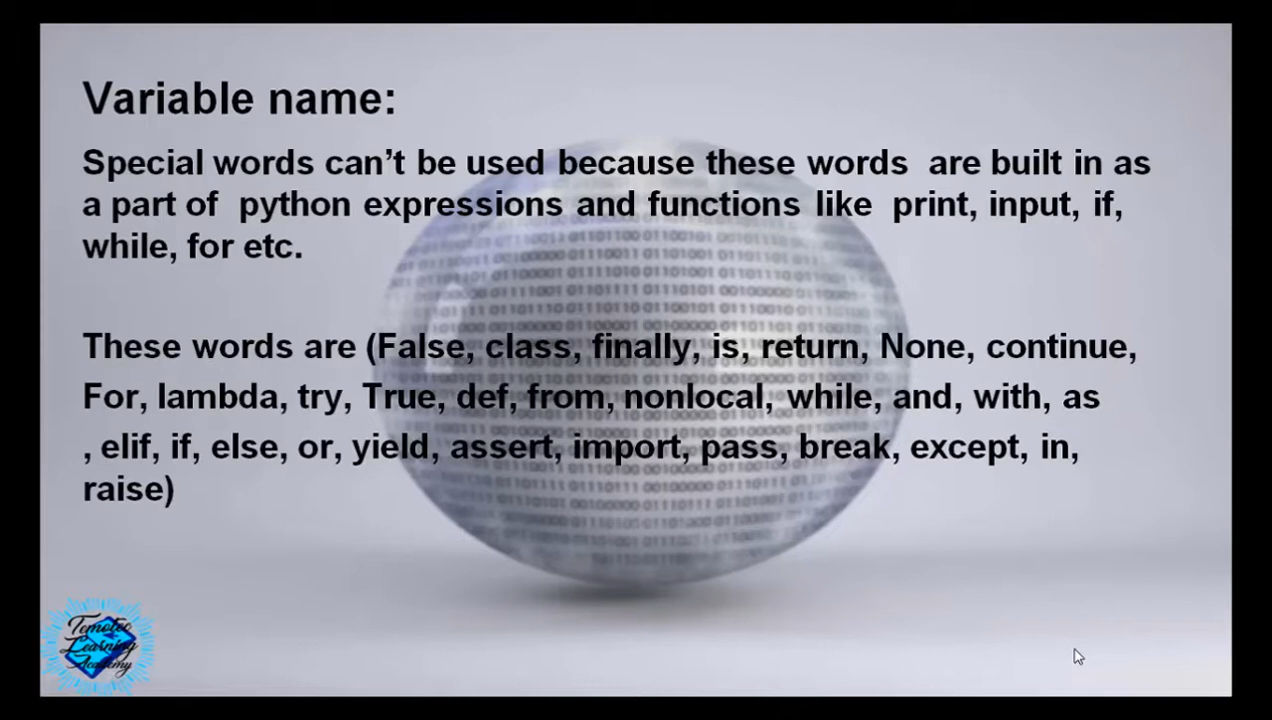 Variable name:
Special words can’t be used because these words are built in as
a part of python expressions and functions like print, input, if,
while, for etc.
These words are (False, class, finally, is, return, None, continue,
For, lambda, try, True, def, from, nonlocal, while, and, with, as
, elif, if, else, or, yield, assert, import, pass, break, except, in,
raise)
Temotec
Learning
Academy